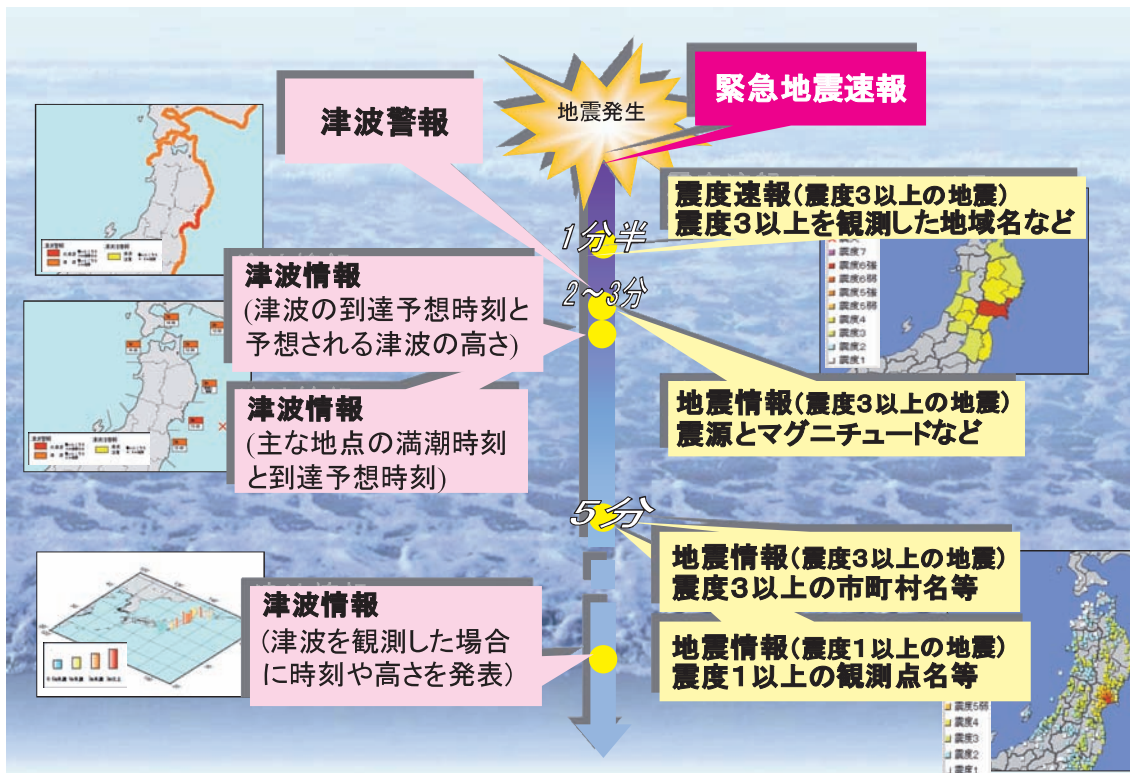 地震発生
緊急地震速報
津波警報
震度速報(震度3以上の地震)
震度3以上を観測した地域名など
1分半
震度7
震度6強
震度6弱
震度5強
震度5弱
震度4
震度3
震度2
震度1
津波情報
(津波の到達予想時刻と
予想される津波の高さ)
2～3分
津波情報
(主な地点の満潮時刻
と到達予想時刻)
地震情報(震度3以上の地震)
震源とマグニチュードなど
5分
地震情報(震度3以上の地震)
震度3以上の市町村名等
津波情報
(津波を観測した場合
に時刻や高さを発表)
地震情報(震度1以上の地震)
震度1以上の観測点名等
震度5弱
震度4
震度3
震度2
震度1